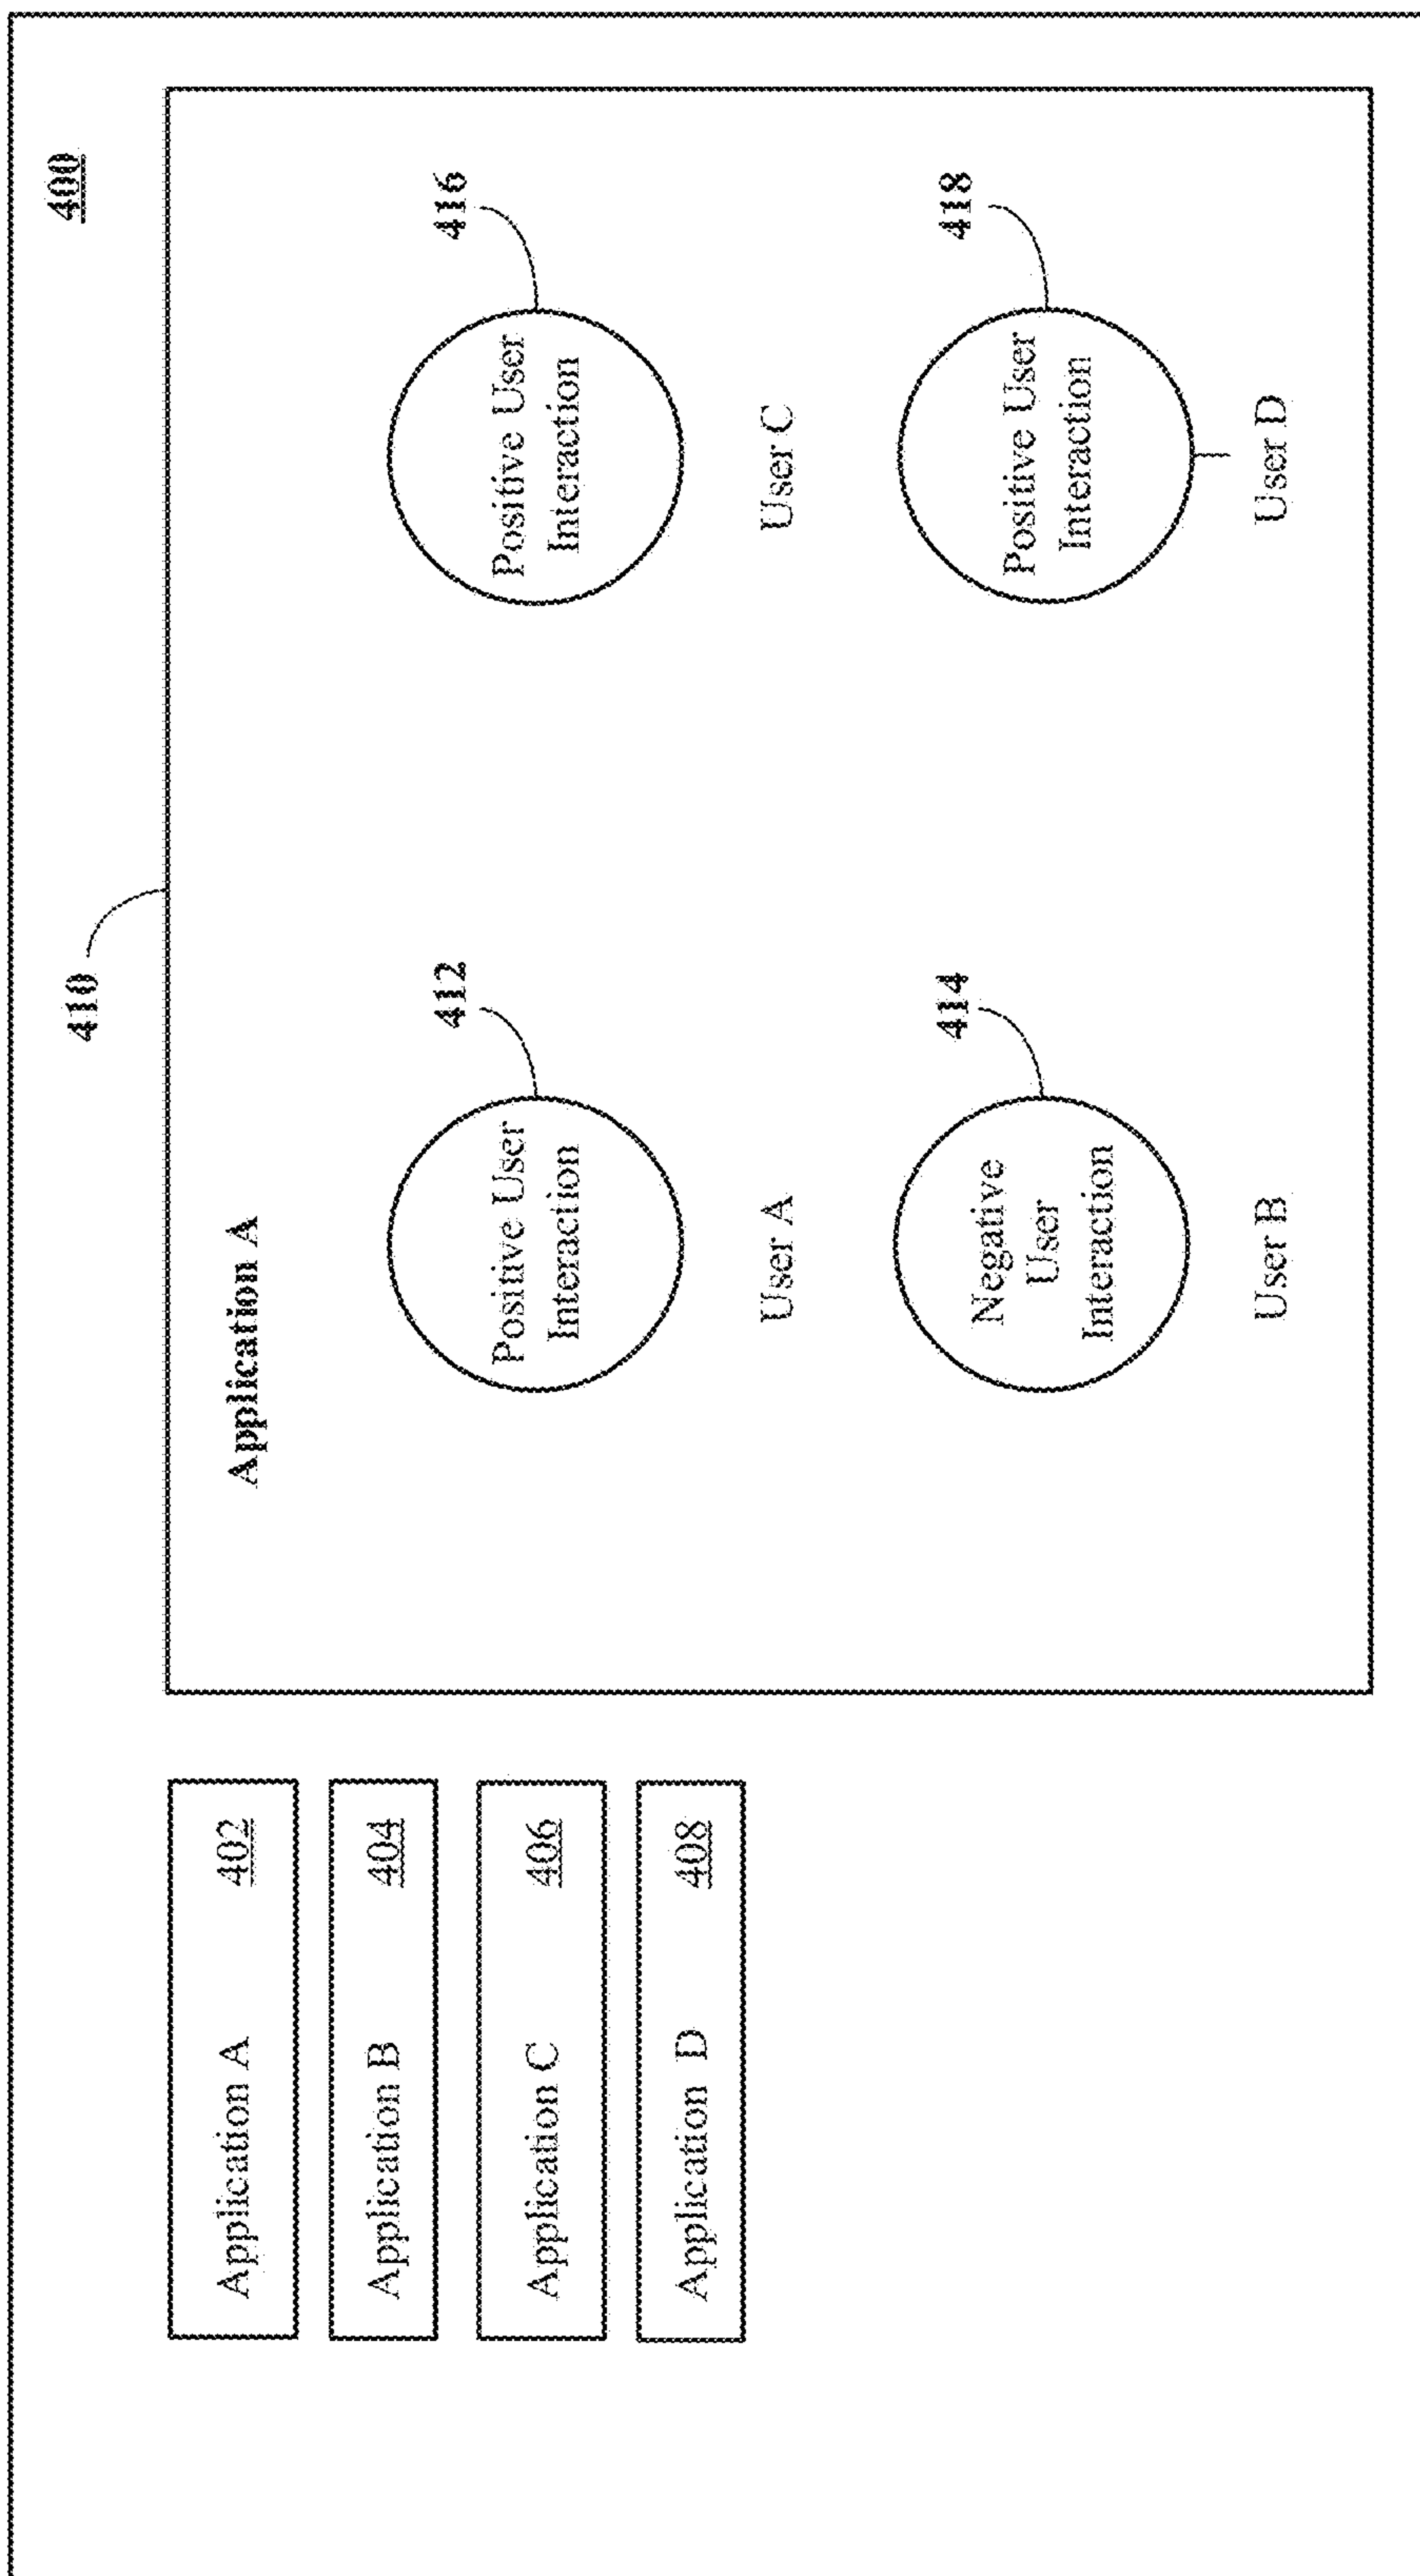 400
410
Application A
402
Application B
404
Application C
406
Application D
408
Application A
412
Positive User
Interaction
User A
416
Positive User
Interaction
User C
414
Negative
User
Interaction
User B
418
Positive User
Interaction
User D